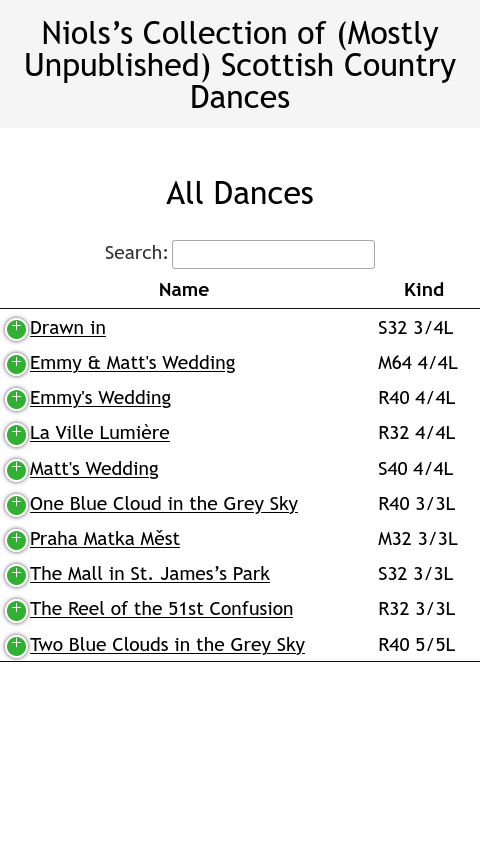 Niols’s Collection of (Mostly
Unpublished) Scottish Country
Dances
All Dances
Search:
Name Kind
Drawn in S32 3/4L
Emmy & Matt's Wedding M64 4/4L
Emmy's Wedding R40 4/4L
La Ville Lumière R32 4/4L
Matt's Wedding S40 4/4L
One Blue Cloud in the Grey Sky R40 3/3L
Praha Matka Měst M32 3/3L
The Mall in St. James’s Park S32 3/3L
The Reel of the 51st Confusion R32 3/3L
Two Blue Clouds in the Grey Sky R40 5/5L